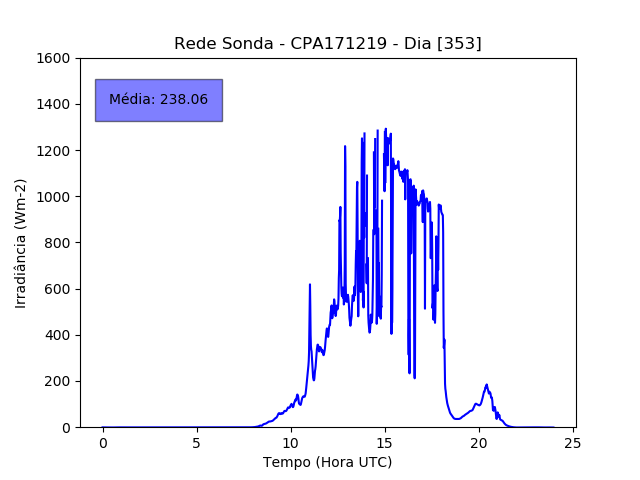 Rede Sonda - CPA171219 - Dia [353]
Média: 238.06
Irradiância (Wm-2)
1600
1400
1200
1000
800
600
400
200
0
0 5 10 15 20 25
Tempo (Hora UTC)